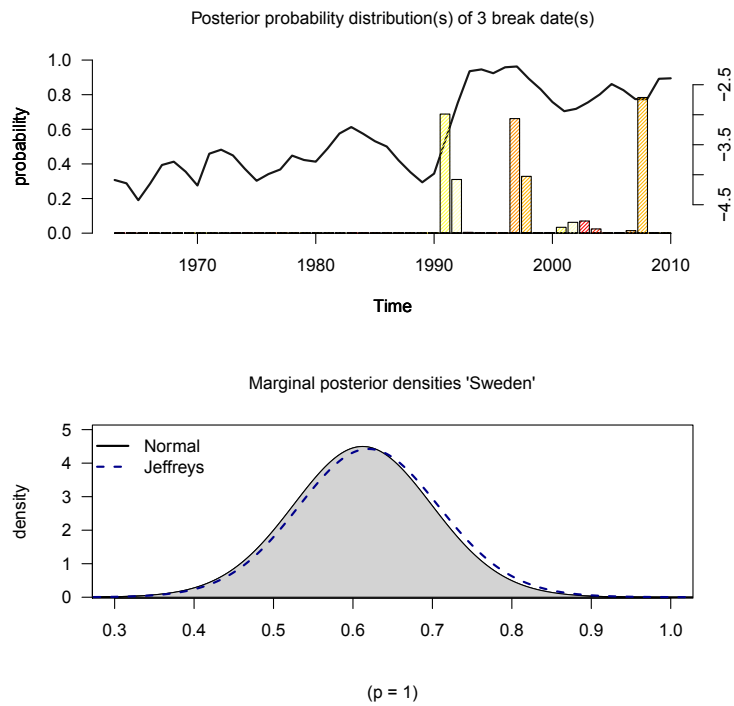 Posterior probability distribution(s) of 3 break date(s)
1.0
0.8
0.6
0.4
0.2
0.0
probability
−2.5
−3.5
−4.5
1970 1980 1990 2000 2010
Time
Marginal posterior densities 'Sweden'
5
4
3
2
1
0
density
Normal
Jeffreys
0.3 0.4 0.5 0.6 0.7 0.8 0.9 1.0
(p = 1)